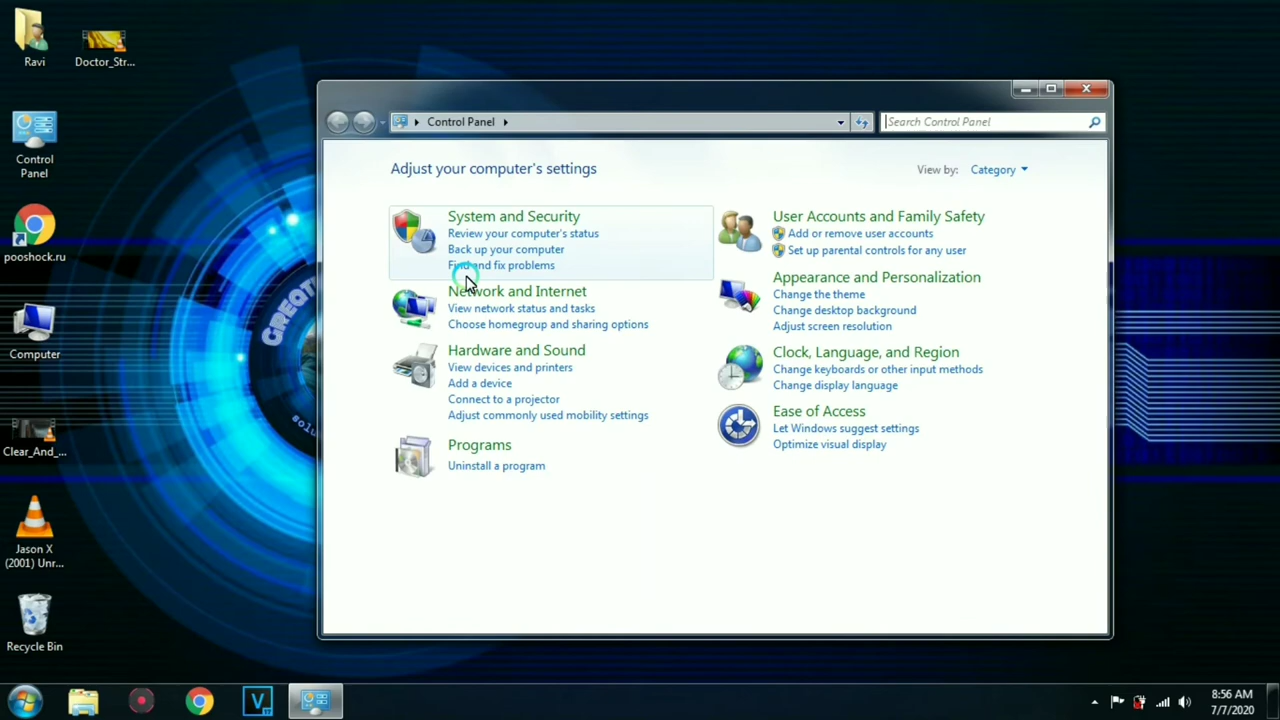 Ravi
Doctor_Str...
Control
Panel
pooshock.ru
Computer
Clear_And_...
Jason X
(2001) Unr...
Recycle Bin
Control Panel
Search Control Panel
Adjust your computer's settings
View by: Category
System and Security
Review your computer's status
Back up your computer
Find and fix problems
Network and Internet
View network status and tasks
Choose homegroup and sharing options
Hardware and Sound
View devices and printers
Add a device
Connect to a projector
Adjust commonly used mobility settings
Programs
Uninstall a program
User Accounts and Family Safety
Add or remove user accounts
Set up parental controls for any user
Appearance and Personalization
Change the theme
Change desktop background
Adjust screen resolution
Clock, Language, and Region
Change keyboards or other input methods
Change display language
Ease of Access
Let Windows suggest settings
Optimize visual display
V
8:56 AM
7/7/2020